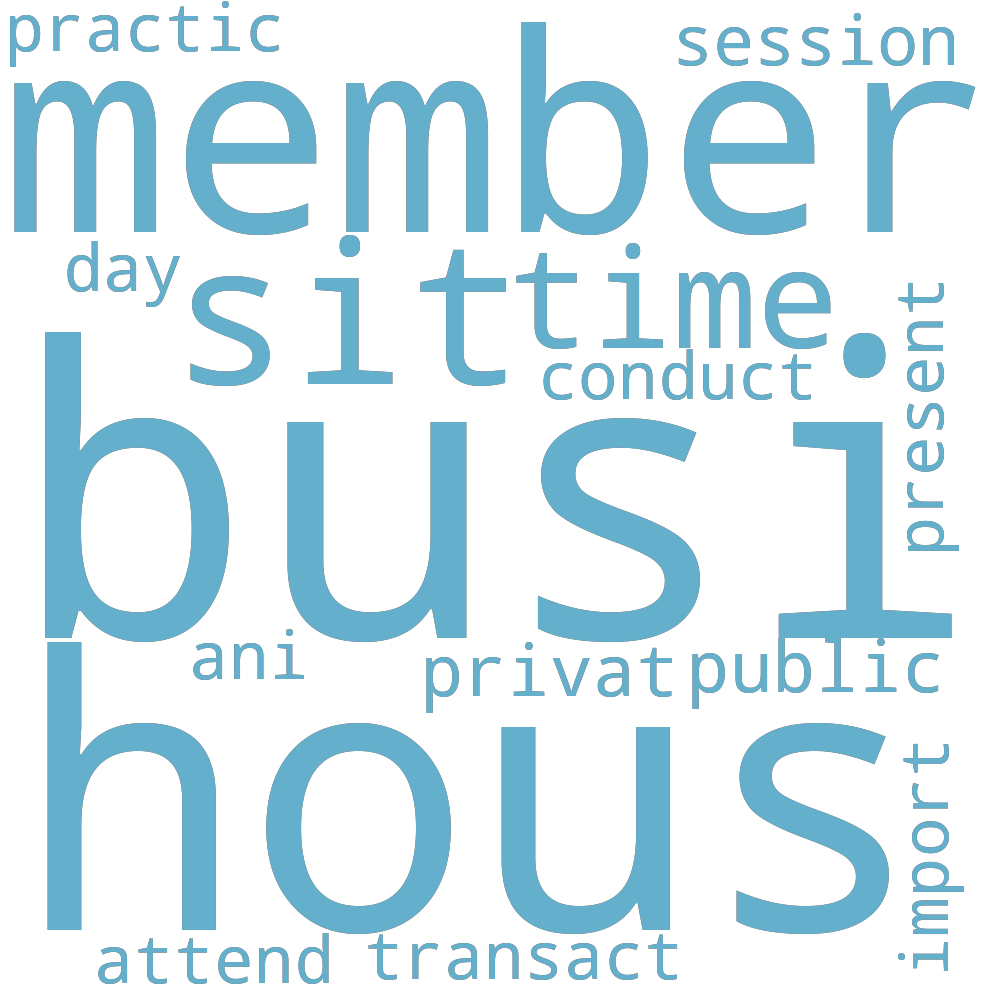 practic
session
member
day
sit
time
conduct
present
busi
ani
privat
public
hous
import
attend
transact